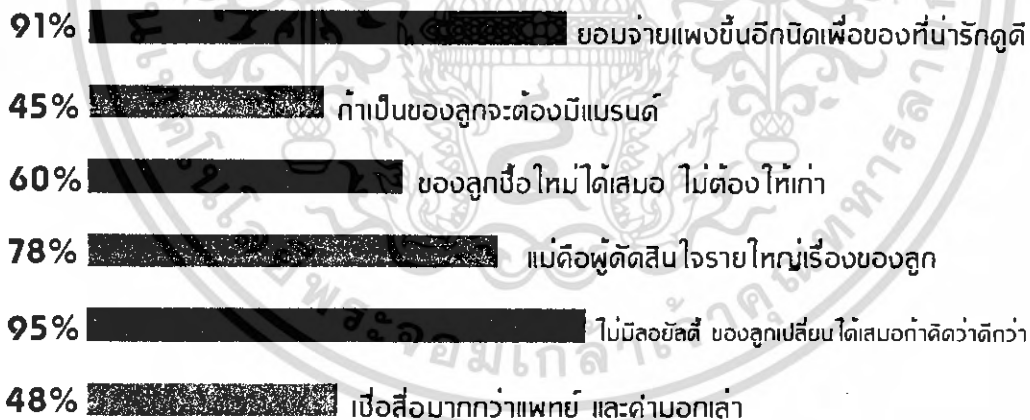 91% ยอมจ่ายแพงขึ้นอีกนิดเพื่อของที่น่ารักดูดี
45% ถ้าเป็นของลูกจะต้องมีแบรนด์
60% ของลูกซื้อใหม่ได้เสมอ ไม่ต้องให้เก่า
78% แม่คือผู้ตัดสินใจรายใหญ่เรื่องของลูก
95% ไม่มีลอยัลตี้ ของลูกเปลี่ยนได้เสมอถ้าคิดว่าดีกว่า
48% เชื่อสื่อมากกว่าแพทย์ และคำบอกเล่า